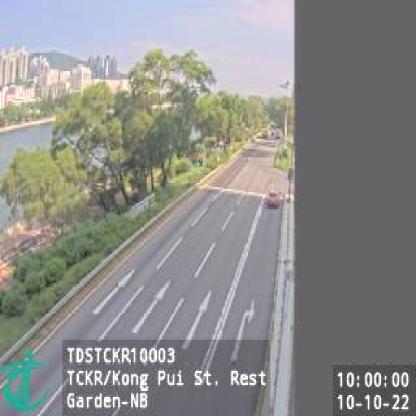 TDSTCKR10003
TCKR/Kong Pui St. Rest
Garden-NB
10:00:00
10-10-22